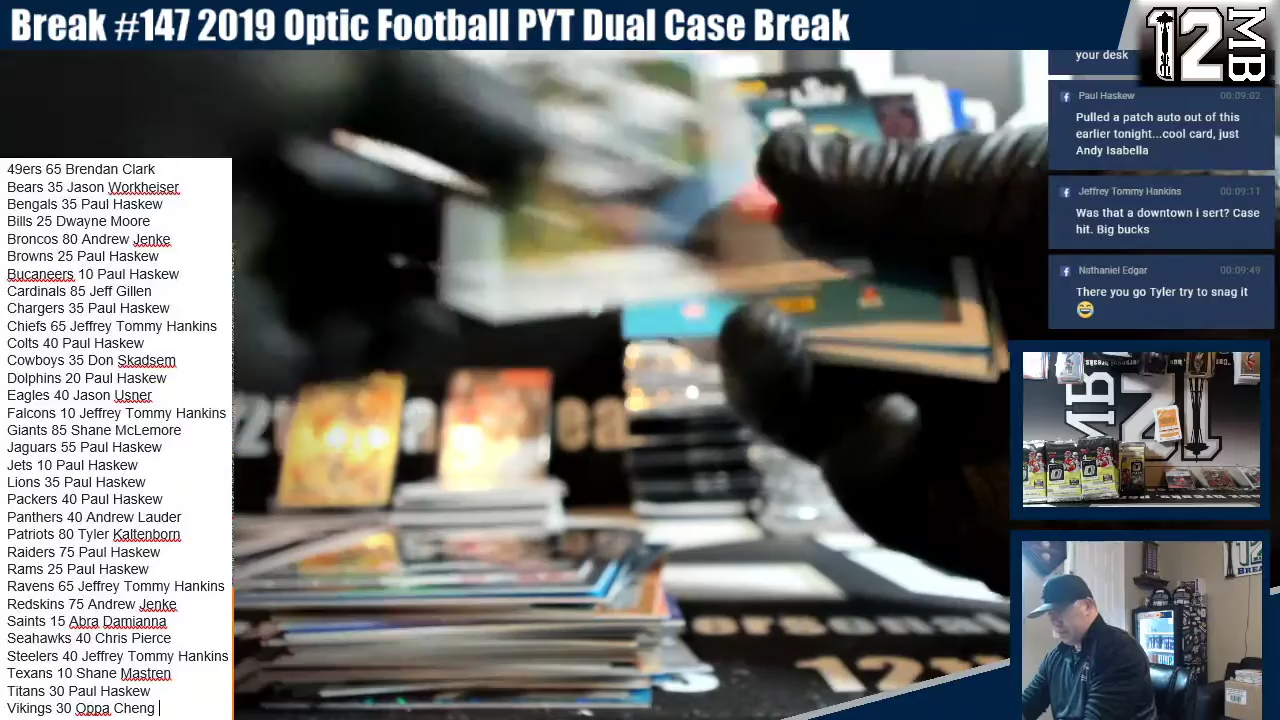 Break #147 2019 Optic Football PYT Dual Case Break
12
MB
your desk
Paul Haskew 00:09:02
Pulled a patch auto out of this
earlier tonight...cool card, just
Andy Isabella
Jeffrey Tommy Hankins 00:09:11
Was that a downtown i sert? Case
hit. Big bucks
Nathaniel Edgar 00:09:49
There you go Tyler try to snag it
😂
49ers 65 Brendan Clark
Bears 35 Jason Workheiser
Bengals 35 Paul Haskew
Bills 25 Dwayne Moore
Broncos 80 Andrew Jenke
Browns 25 Paul Haskew
Bucaneers 10 Paul Haskew
Cardinals 85 Jeff Gillen
Chargers 35 Paul Haskew
Chiefs 65 Jeffrey Tommy Hankins
Colts 40 Paul Haskew
Cowboys 35 Don Skadsem
Dolphins 20 Paul Haskew
Eagles 40 Jason Usner
Falcons 10 Jeffrey Tommy Hankins
Giants 85 Shane McLemore
Jaguars 55 Paul Haskew
Jets 10 Paul Haskew
Lions 35 Paul Haskew
Packers 40 Paul Haskew
Panthers 40 Andrew Lauder
Patriots 80 Tyler Kaltenborn
Raiders 75 Paul Haskew
Rams 25 Paul Haskew
Ravens 65 Jeffrey Tommy Hankins
Redskins 75 Andrew Jenke
Saints 15 Abra Damianna
Seahawks 40 Chris Pierce
Steelers 40 Jeffrey Tommy Hankins
Texans 10 Shane Mastren
Titans 30 Paul Haskew
Vikings 30 Oppa Cheng
ersonal
MB
12